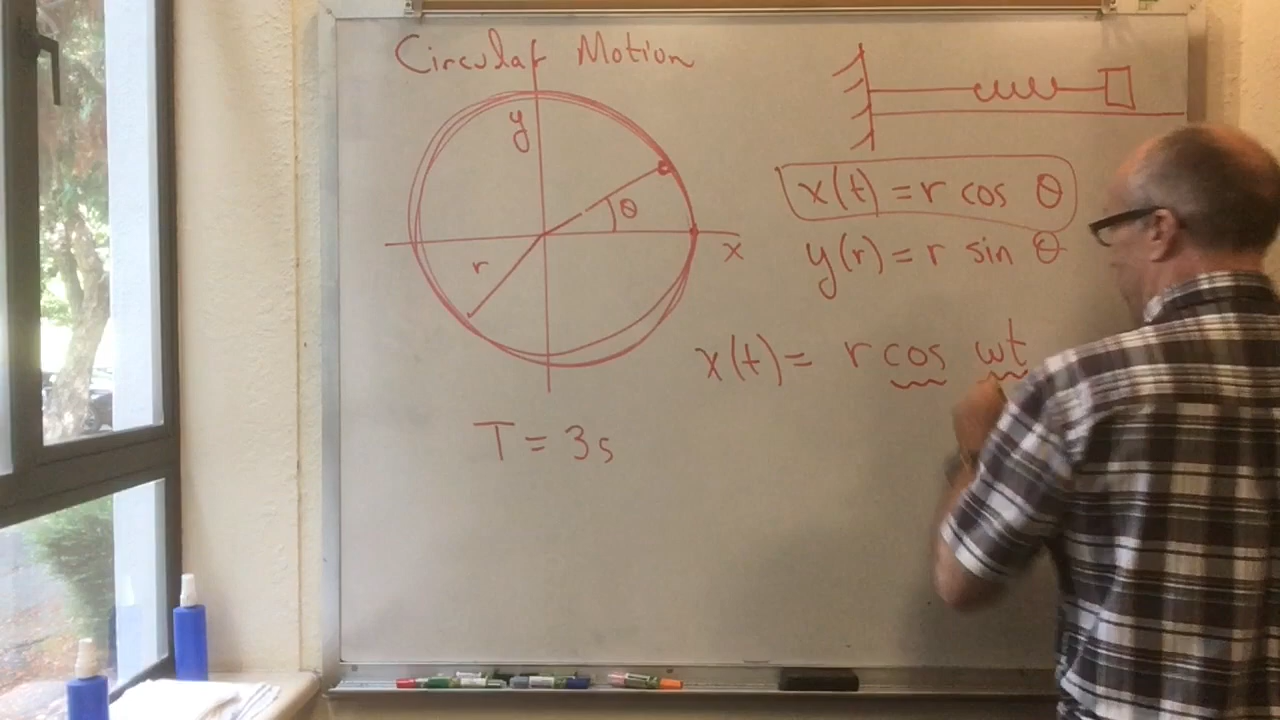 Circular Motion
y
θ
x
r
x(t) = r cos θ
y(r) = r sin θ
x(t) = r cos ωt
T = 3s